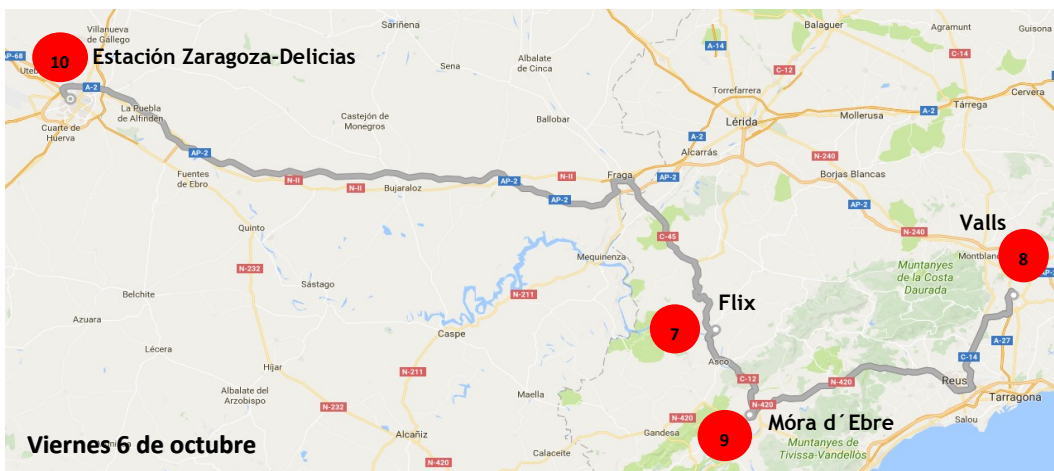 Villanueva
de Gállego
Sariñena
Balaguer
Agramunt
Guisona
A-14
C-14
AP-68
10
Estación Zaragoza-Delicias
Sena
Albalate
de Cinca
C-12
Utebo
A-2
Torrefarrera
Cervera
Tárrega
La Puebla
de Alfindén
Castejón de
Monegros
Ballobar
Lérida
Mollerussa
Cuarte de
Huerva
A-2
AP-2
Alcarrás
N-240
Fuentes
de Ebro
N-II
N-II
Bujaraloz
AP-2
N-II
Fraga
AP-2
Borjas Blancas
AP-2
AP-2
Valls
Quinto
C-45
N-240
Montblanc
8
N-232
Mequinenza
Muntanyes
de la Costa
Daurada
Belchite
Sástago
N-211
Flix
Azuara
Caspe
7
Lécera
Asco
A-27
Híjar
N-211
C-12
C-14
Maella
N-420
Reus
Albalate del
Arzobispo
N-232
N-420
Tarragona
Móra d´Ebre
Salou
Alcañiz
Gandesa
N-420
9
Viernes 6 de octubre
Calaceite
Muntanyes de
Tivissa-Vandellòs
N-420